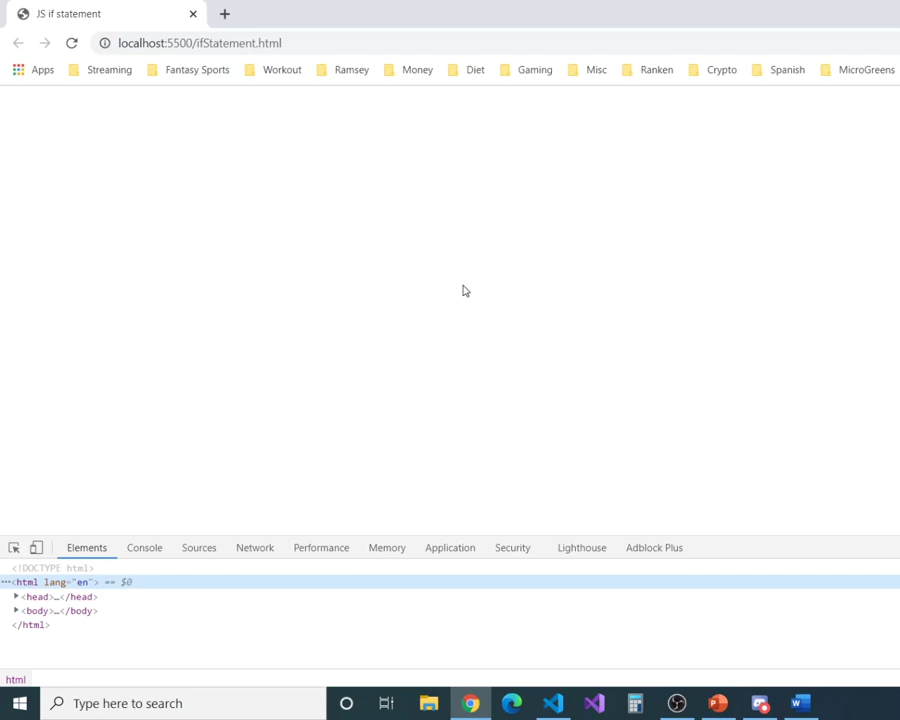 JS if statement
localhost:5500/ifStatement.html
Apps Streaming Fantasy Sports Workout Ramsey Money Diet Gaming Misc Ranken Crypto Spanish MicroGreens
Elements Console Sources Network Performance Memory Application Security Lighthouse Adblock Plus
<!DOCTYPE html>
···<html lang="en"> == $0
<head>…</head>
<body>…</body>
</html>
html
Type here to search